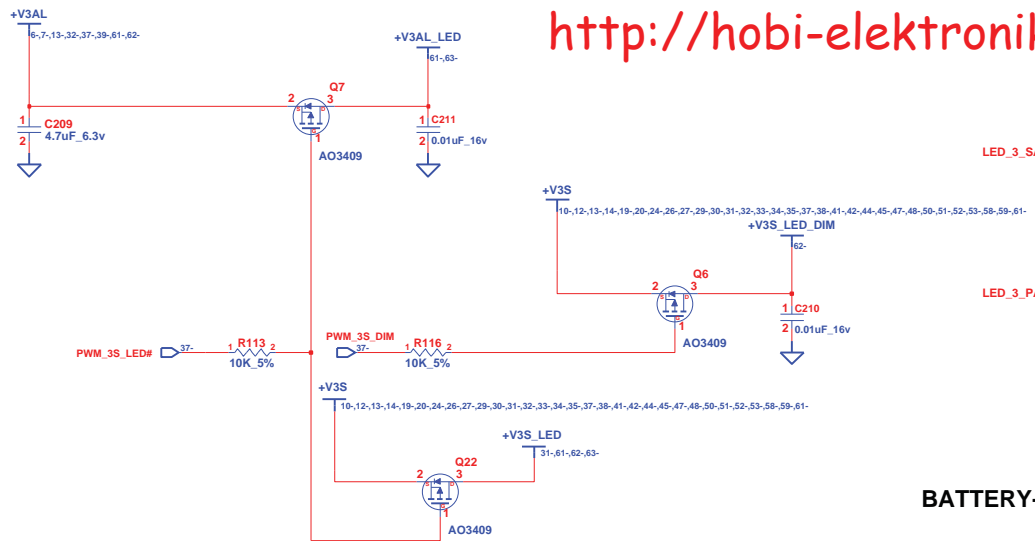 +V3AL
6-,7-,13-,32-,37-,39-,61-,62-
+V3AL_LED
61-,63-
http://hobi-elektronik
2 Q7 3
S D
G
1
AO3409
1 C209
2 4.7uF_6.3v
1 C211
2 0.01uF_16v
LED_3_SA
+V3S
10-,12-,13-,14-,19-,20-,24-,26-,27-,29-,30-,31-,32-,33-,34-,35-,37-,38-,41-,42-,44-,45-,47-,48-,50-,51-,52-,53-,58-,59-,61-
+V3S_LED_DIM
62-
2 Q6 3
S D
G
1
AO3409
1 C210
2 0.01uF_16v
LED_3_PA
PWM_3S_LED# 37- 1 R113 2
10K_5%
PWM_3S_DIM 37- 1 R116 2
10K_5%
+V3S
10-,12-,13-,14-,19-,20-,24-,26-,27-,29-,30-,31-,32-,33-,34-,35-,37-,38-,41-,42-,44-,45-,47-,48-,50-,51-,52-,53-,58-,59-,61-
+V3S_LED
31-,61-,62-,63-
2 Q22 3
S D
G
1
AO3409
BATTERY-